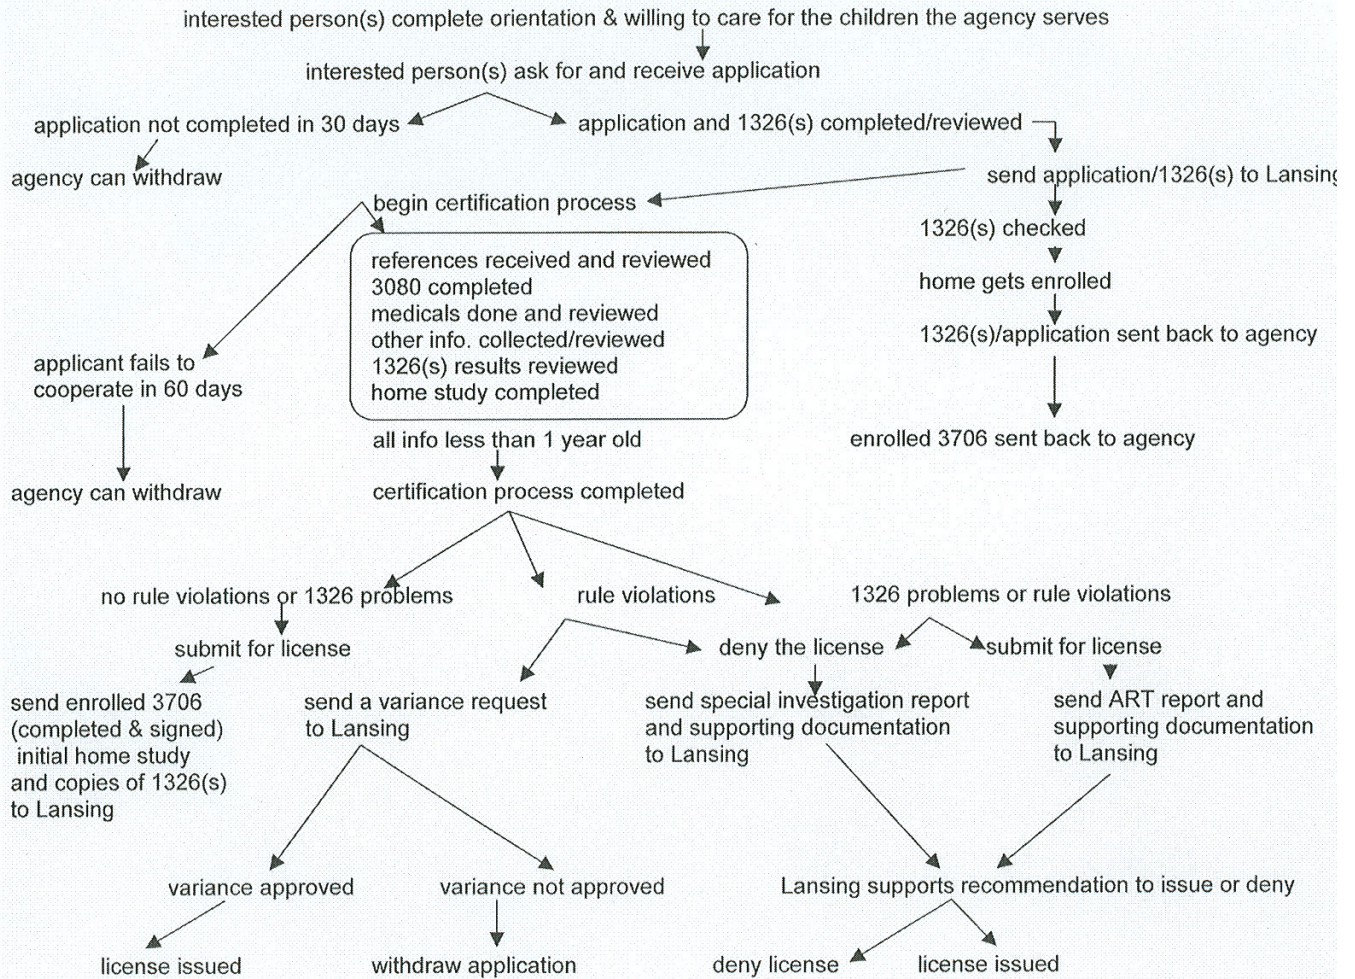 interested person(s) complete orientation & willing to care for the children the agency serves
interested person(s) ask for and receive application
application not completed in 30 days
application and 1326(s) completed/reviewed
agency can withdraw
send application/1326(s) to Lansing
begin certification process
1326(s) checked
references received and reviewed
3080 completed
medicals done and reviewed
other info. collected/reviewed
1326(s) results reviewed
home study completed
home gets enrolled
1326(s)/application sent back to agency
applicant fails to
cooperate in 60 days
all info less than 1 year old
enrolled 3706 sent back to agency
agency can withdraw
certification process completed
no rule violations or 1326 problems
rule violations
1326 problems or rule violations
submit for license
deny the license
submit for license
send enrolled 3706
(completed & signed)
initial home study
and copies of 1326(s)
to Lansing
send a variance request
to Lansing
send special investigation report
and supporting documentation
to Lansing
send ART report and
supporting documentation
to Lansing
variance approved
variance not approved
Lansing supports recommendation to issue or deny
license issued
withdraw application
deny license
license issued